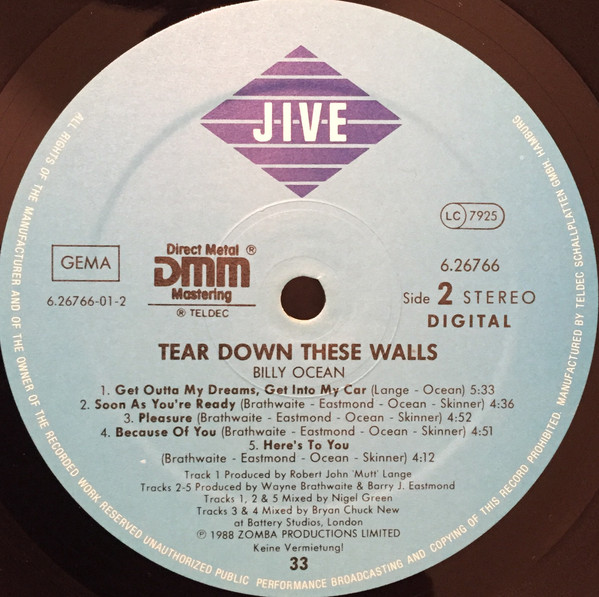 J-I-V-E
LC 7925
GEMA
6.26766-01-2
Direct Metal ®
DMM
Mastering
® TELDEC
6.26766
Side 2 STEREO
DIGITAL
TEAR DOWN THESE WALLS
BILLY OCEAN
1. Get Outta My Dreams, Get Into My Car (Lange - Ocean) 5:33
2. Soon As You're Ready (Brathwaite - Eastmond - Ocean - Skinner) 4:36
3. Pleasure (Brathwaite - Eastmond - Ocean - Skinner) 4:52
4. Because Of You (Brathwaite - Eastmond - Ocean - Skinner) 4:51
5. Here's To You
(Brathwaite - Eastmond - Ocean - Skinner) 4:12
Track 1 Produced by Robert John 'Mutt' Lange
Tracks 2-5 Produced by Wayne Brathwaite & Barry J. Eastmond
Tracks 1, 2 & 5 Mixed by Nigel Green
Tracks 3 & 4 Mixed by Bryan Chuck New
at Battery Studios, London
℗ 1988 ZOMBA PRODUCTIONS LIMITED
Keine Vermietung!
33
ALL RIGHTS OF THE MANUFACTURER AND OF THE OWNER OF THE RECORDED WORK RESERVED UNAUTHORIZED PUBLIC PERFORMANCE BROADCASTING AND COPYING OF THIS RECORD PROHIBITED. MANUFACTURED BY TELDEC SCHALLPLATTEN GMBH, HAMBURG